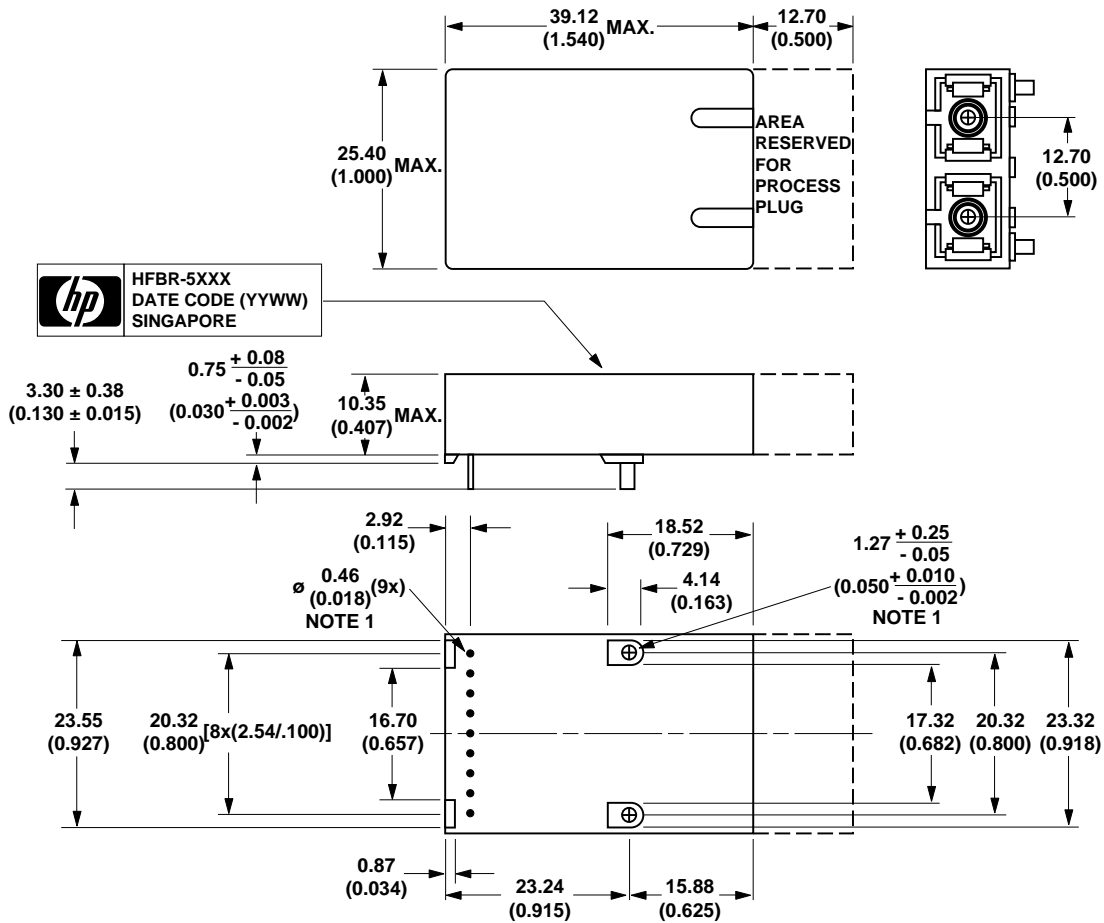 39.12
(1.540) MAX.
12.70
(0.500)
25.40
(1.000) MAX.
AREA
RESERVED
FOR
PROCESS
PLUG
12.70
(0.500)
hp
HFBR-5XXX
DATE CODE (YYWW)
SINGAPORE
3.30 ± 0.38
(0.130 ± 0.015)
0.75 + 0.08
- 0.05
(0.030 + 0.003
- 0.002)
10.35
(0.407) MAX.
2.92
(0.115)
18.52
(0.729)
4.14
(0.163)
1.27 + 0.25
- 0.05
(0.050 + 0.010
- 0.002)
NOTE 1
ø 0.46
(0.018) (9x)
NOTE 1
23.55
(0.927)
20.32
(0.800) [8x(2.54/.100)]
16.70
(0.657)
17.32
(0.682)
20.32
(0.800)
23.32
(0.918)
0.87
(0.034)
23.24
(0.915)
15.88
(0.625)